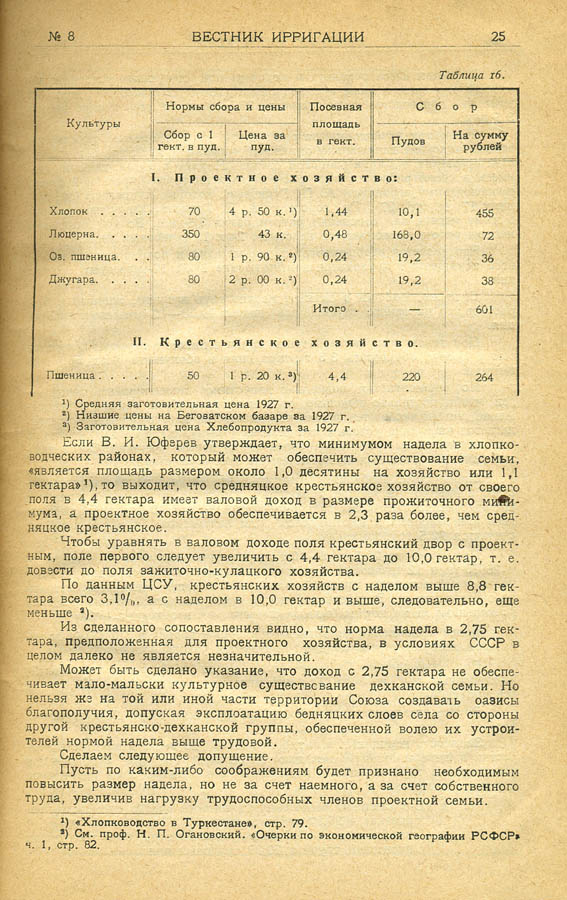 № 8 ВЕСТНИК ИРРИГАЦИИ 25
Таблица 16.
Культуры Нормы сбора и цены Посевная площадь в гект. Сбор
Сбор с 1 гект. в пуд. Цена за пуд. Пудов На сумму рублей
I. Проектное хозяйство:
Хлопок . . . . . 70 4 р. 50 к. ¹) 1,44 10,1 455
Люцерна. . . . . 350 43 к. 0,48 168,0 72
Оз. пшеница. . . 80 1 р. 90 к. ²) 0,24 19,2 36
Джугара. . . . . 80 2 р. 00 к. ²) 0,24 19,2 38
Итого . . — 601
II. Крестьянское хозяйство.
Пшеница . . . . . 50 1 р. 20 к. ³) 4,4 220 264
¹) Средняя заготовительная цена 1927 г.
²) Низшие цены на Беговатском базаре за 1927 г.
³) Заготовительная цена Хлебопродукта за 1927 г.
Если В. И. Юферев утверждает, что минимумом надела в хлопко-
водческих районах, который может обеспечить существование семьи,
«является площадь размером около 1,0 десятины на хозяйство или 1,1
гектара» ¹), то выходит, что средняцкое крестьянское хозяйство от своего
поля в 4,4 гектара имеет валовой доход в размере прожиточного мини-
мума, а проектное хозяйство обеспечивается в 2,3 раза более, чем сред-
няцкое крестьянское.
Чтобы уравнять в валовом доходе поля крестьянский двор с проект-
ным, поле первого следует увеличить с 4,4 гектара до 10,0 гектар, т. е.
довести до поля зажиточно-кулацкого хозяйства.
По данным ЦСУ, крестьянских хозяйств с наделом выше 8,8 гек-
тара всего 3,1%, а с наделом в 10,0 гектар и выше, следовательно, еще
меньше ²).
Из сделанного сопоставления видно, что норма надела в 2,75 гек-
тара, предположенная для проектного хозяйства, в условиях СССР в
целом далеко не является незначительной.
Может быть сделано указание, что доход с 2,75 гектара не обеспе-
чивает мало-мальски культурное существование дехканской семьи. Но
нельзя же на той или иной части территории Союза создавать оазисы
благополучия, допуская эксплоатацию бедняцких слоев села со стороны
другой крестьянско-дехканской группы, обеспеченной волею их устрои-
телей нормой надела выше трудовой.
Сделаем следующее допущение.
Пусть по каким-либо соображениям будет признано необходимым
повысить размер надела, но не за счет наемного, а за счет собственного
труда, увеличив нагрузку трудоспособных членов проектной семьи.
¹) «Хлопководство в Туркестане», стр. 79.
²) См. проф. Н. П. Огановский. «Очерки по экономической географии РСФСР»
ч. 1, стр. 82.